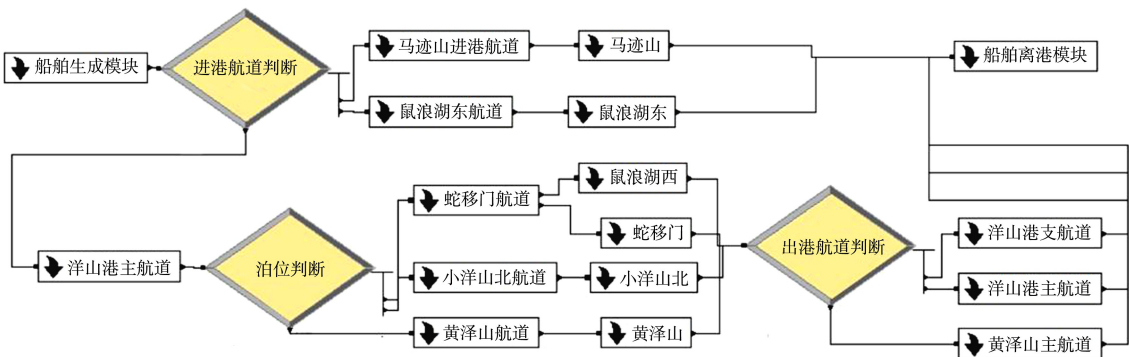 船舶生成模块
进港航道判断
马迹山进港航道
马迹山
船舶离港模块
鼠浪湖东航道
鼠浪湖东
洋山港主航道
泊位判断
蛇移门航道
鼠浪湖西
蛇移门
小洋山北航道
小洋山北
黄泽山航道
黄泽山
出港航道判断
洋山港支航道
洋山港主航道
黄泽山主航道